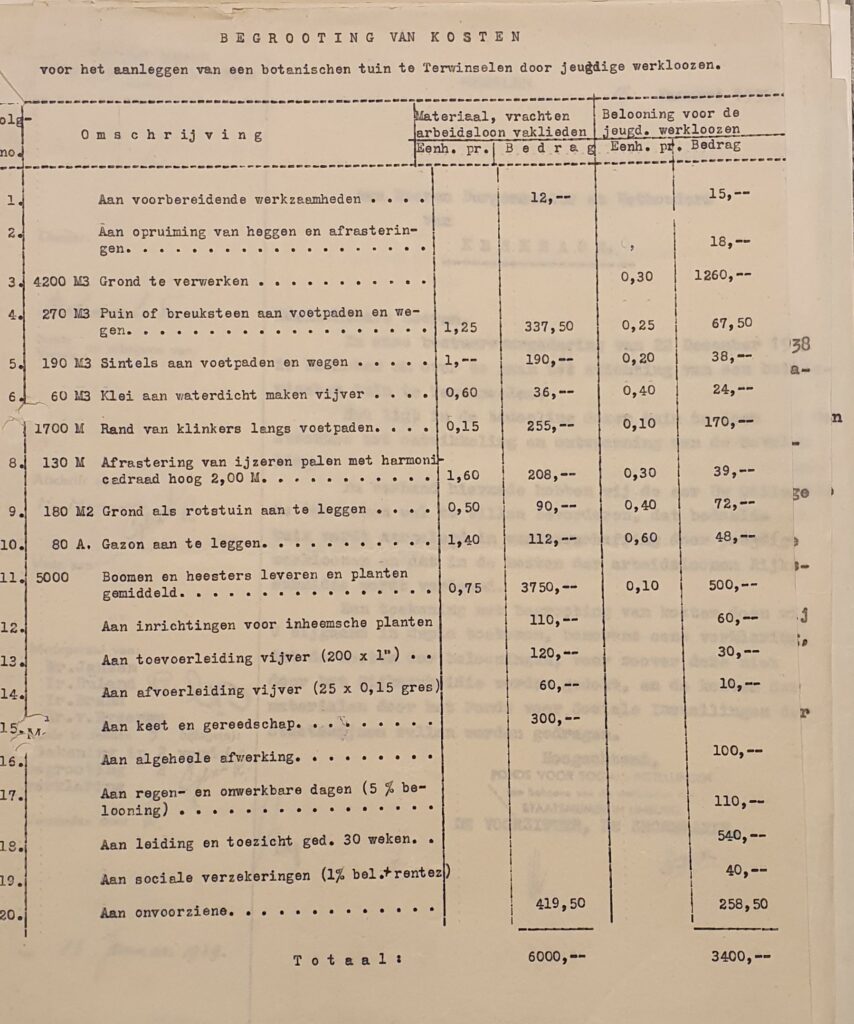 BEGROOTING VAN KOSTEN
voor het aanleggen van een botanischen tuin te Terwinselen door jeugdige werkloozen.
olg- no. Omschrijving Materiaal, vrachten arbeidsloon vaklieden Belooning voor de jeugd. werkloozen
Eenh. pr. Bedrag Eenh. pr. Bedrag
1. Aan voorbereidende werkzaamheden . . . . 12,-- 15,--
2. Aan opruiming van heggen en afrasterin-
gen. . . . . . . . . . . . . . . . . . . 18,--
3. 4200 M3 Grond te verwerken . . . . . . . . . . . 0,30 1260,--
4. 270 M3 Puin of breuksteen aan voetpaden en we-
gen. . . . . . . . . . . . . . . . . . . 1,25 337,50 0,25 67,50
5. 190 M3 Sintels aan voetpaden en wegen . . . . . 1,-- 190,-- 0,20 38,--
6. 60 M3 Klei aan waterdicht maken vijver . . . . 0,60 36,-- 0,40 24,--
1700 M Rand van klinkers langs voetpaden. . . . 0,15 255,-- 0,10 170,--
8. 130 M Afrastering van ijzeren palen met harmoni-
cadraad hoog 2,00 M. . . . . . . . . . . 1,60 208,-- 0,30 39,--
9. 180 M2 Grond als rotstuin aan te leggen . . . . 0,50 90,-- 0,40 72,--
10. 80 A. Gazon aan te leggen. . . . . . . . . . . 1,40 112,-- 0,60 48,--
11. 5000 Boomen en heesters leveren en planten
gemiddeld. . . . . . . . . . . . . . . . 0,75 3750,-- 0,10 500,--
12. Aan inrichtingen voor inheemsche planten 110,-- 60,--
13. Aan toevoerleiding vijver (200 x 1") . . 120,-- 30,--
14. Aan afvoerleiding vijver (25 x 0,15 gres) 60,-- 10,--
15. Aan keet en gereedschap. . . . . . . . . 300,--
16. Aan algeheele afwerking. . . . . . . . . 100,--
17. Aan regen- en onwerkbare dagen (5 % be-
looning) . . . . . . . . . . . . . . . . 110,--
18. Aan leiding en toezicht ged. 30 weken. . 540,--
19. Aan sociale verzekeringen (1% bel.+rentez) 40,--
20. Aan onvoorziene. . . . . . . . . . . . . 419,50 258,50
Totaal: 6000,-- 3400,--